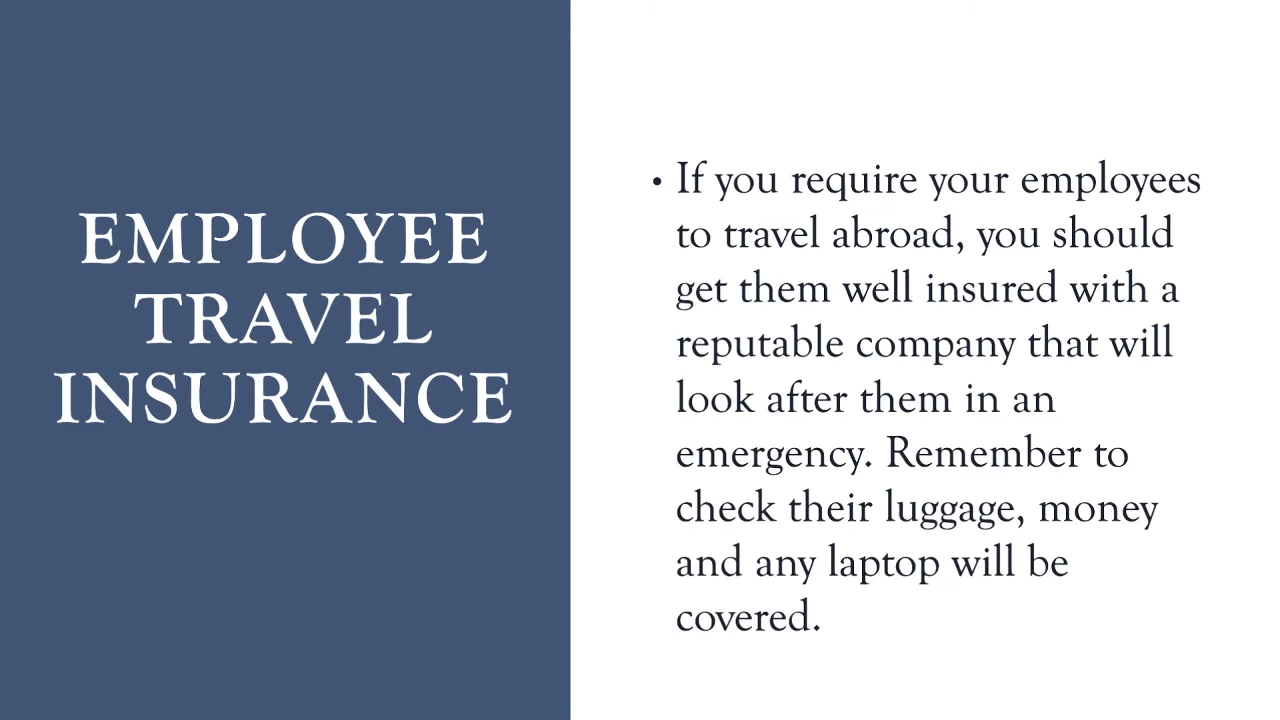 EMPLOYEE
TRAVEL
INSURANCE
• If you require your employees
to travel abroad, you should
get them well insured with a
reputable company that will
look after them in an
emergency. Remember to
check their luggage, money
and any laptop will be
covered.